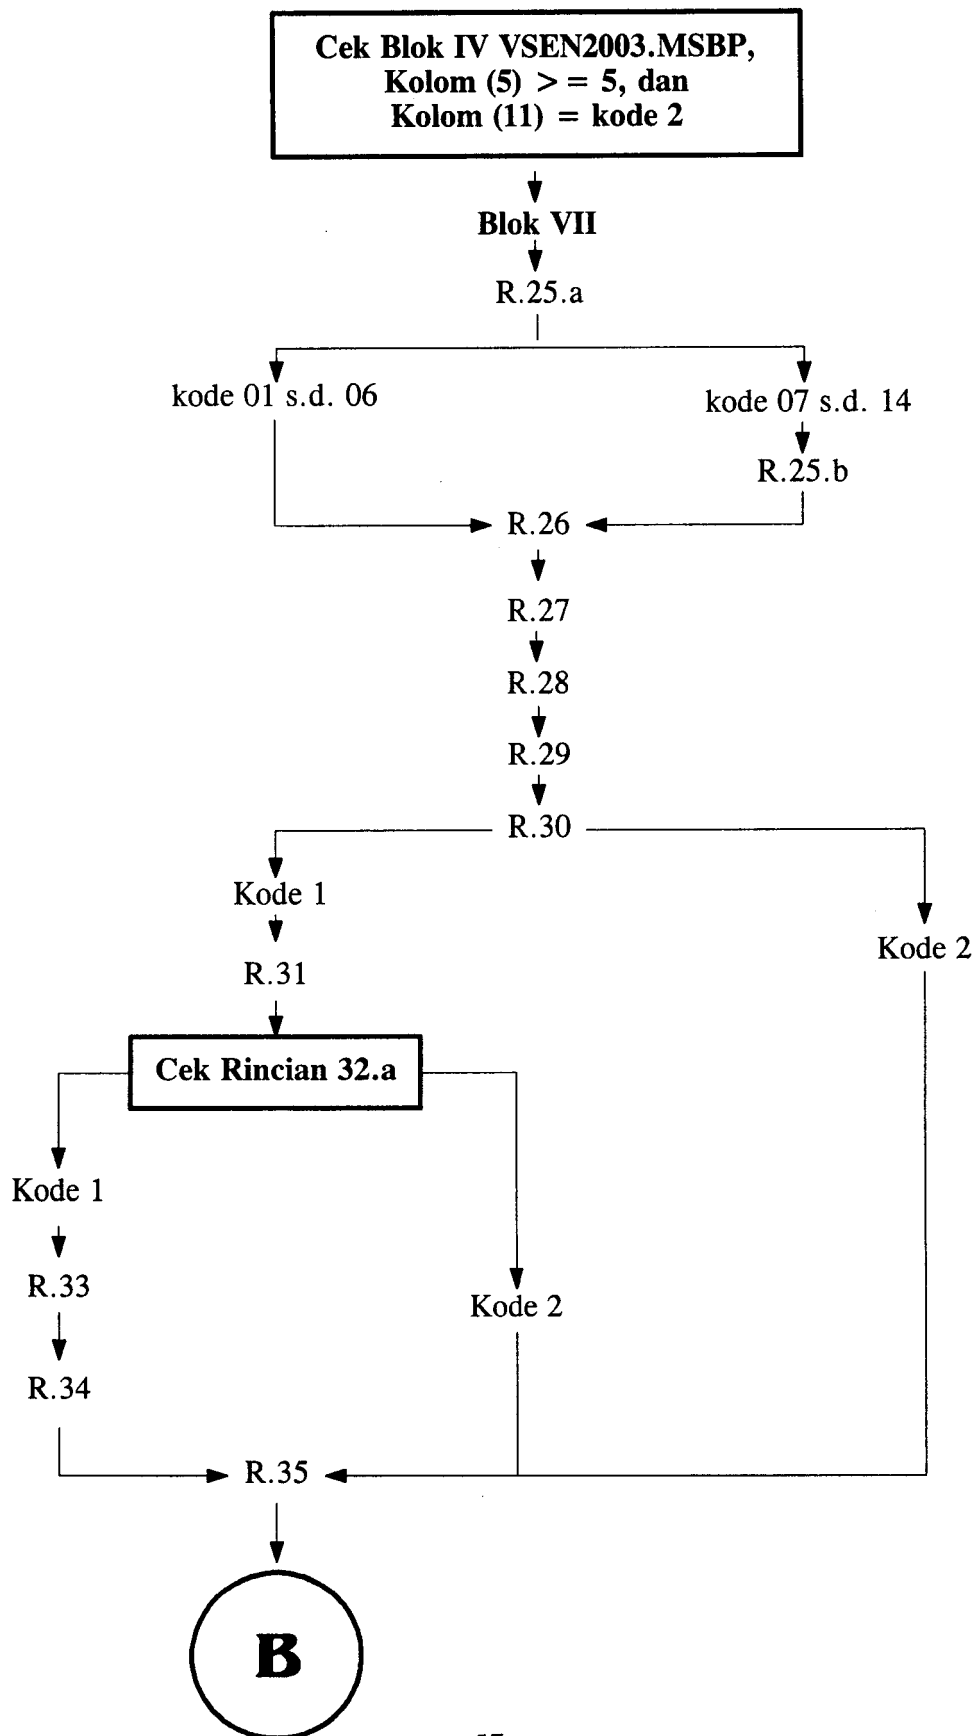 Cek Blok IV VSEN2003.MSBP,
Kolom (5) > = 5, dan
Kolom (11) = kode 2
Blok VII
R.25.a
kode 01 s.d. 06
kode 07 s.d. 14
R.25.b
R.26
R.27
R.28
R.29
R.30
Kode 1
Kode 2
R.31
Cek Rincian 32.a
Kode 1
R.33
Kode 2
R.34
R.35
B